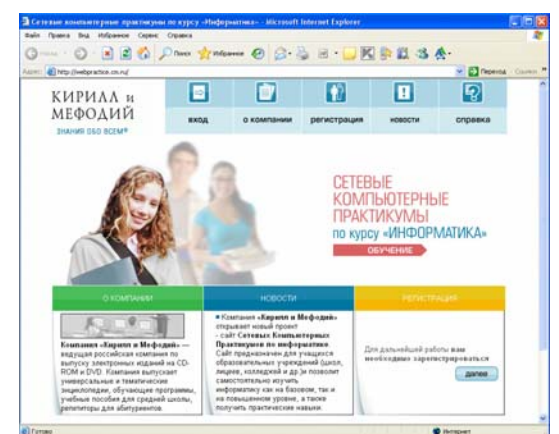 Сетевые компьютерные практикумы по курсу «Информатика» - Microsoft Internet Explorer
Файл Правка Вид Избранное Сервис Справка
Поиск Избранное
Адрес: http://webpractice.cm.ru/ Переход Ссылки
КИРИЛЛ и
МЕФОДИЙ
ЗНАНИЯ ОБО ВСЕМ®
вход о компании регистрация новости справка
СЕТЕВЫЕ
КОМПЬЮТЕРНЫЕ
ПРАКТИКУМЫ
по курсу «ИНФОРМАТИКА»
ОБУЧЕНИЕ
О КОМПАНИИ
Компания «Кирилл и Мефодий» -
ведущая российская компания по
выпуску электронных изданий на CD-
ROM и DVD. Компания выпускает
универсальные и тематические
энциклопедии, обучающие программы,
учебные пособия для средней школы,
репетиторы для абитуриентов.
НОВОСТИ
Компания «Кирилл и Мефодий»
открывает новый проект
- сайт Сетевых Компьютерных
Практикумов по информатике.
Сайт предназначен для учащихся
образовательных учреждений (школ,
лицеев, колледжей и др.)и позволит
самостоятельно изучить
информатику как на базовом, так и
на повышенном уровне, а также
получить практические навыки.
РЕГИСТРАЦИЯ
Для дальнейшей работы вам
необходимо зарегистрироваться
далее
Готово Интернет